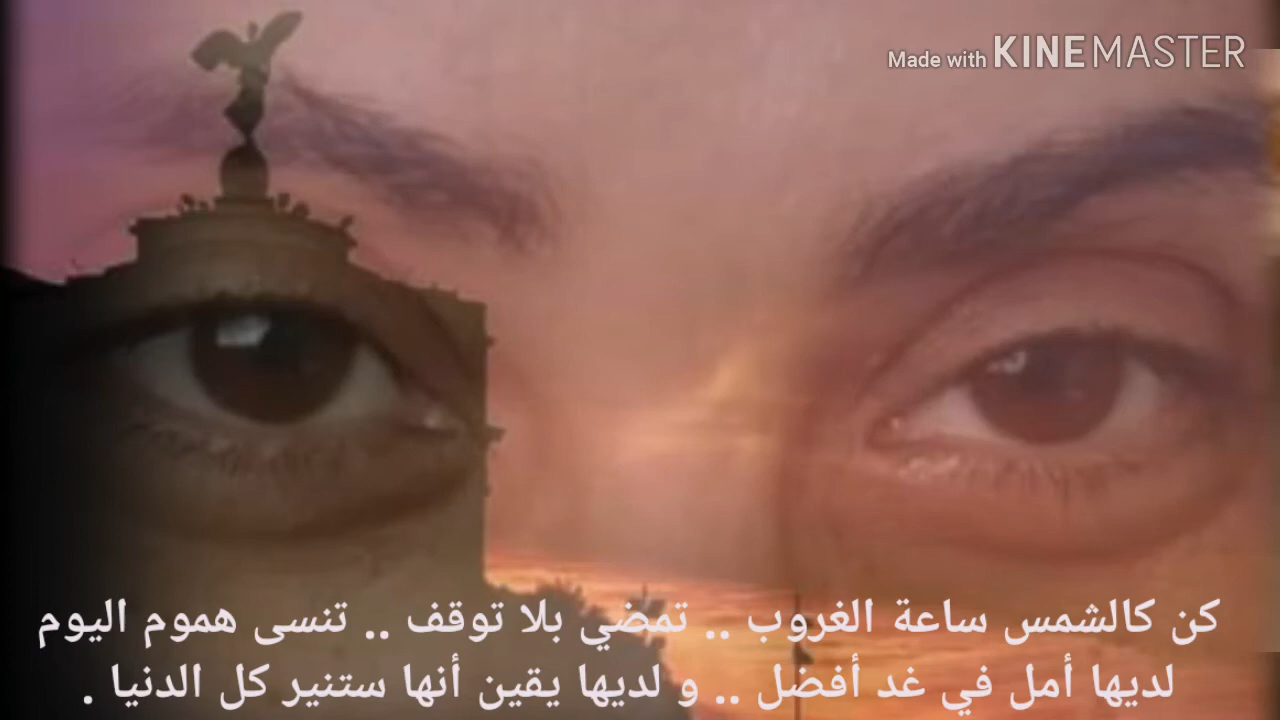 Made with KINEMASTER
كن كالشمس ساعة الغروب .. تمضي بلا توقف .. تنسى هموم اليوم
لديها أمل في غد أفضل .. و لديها يقين أنها ستنير كل الدنيا .